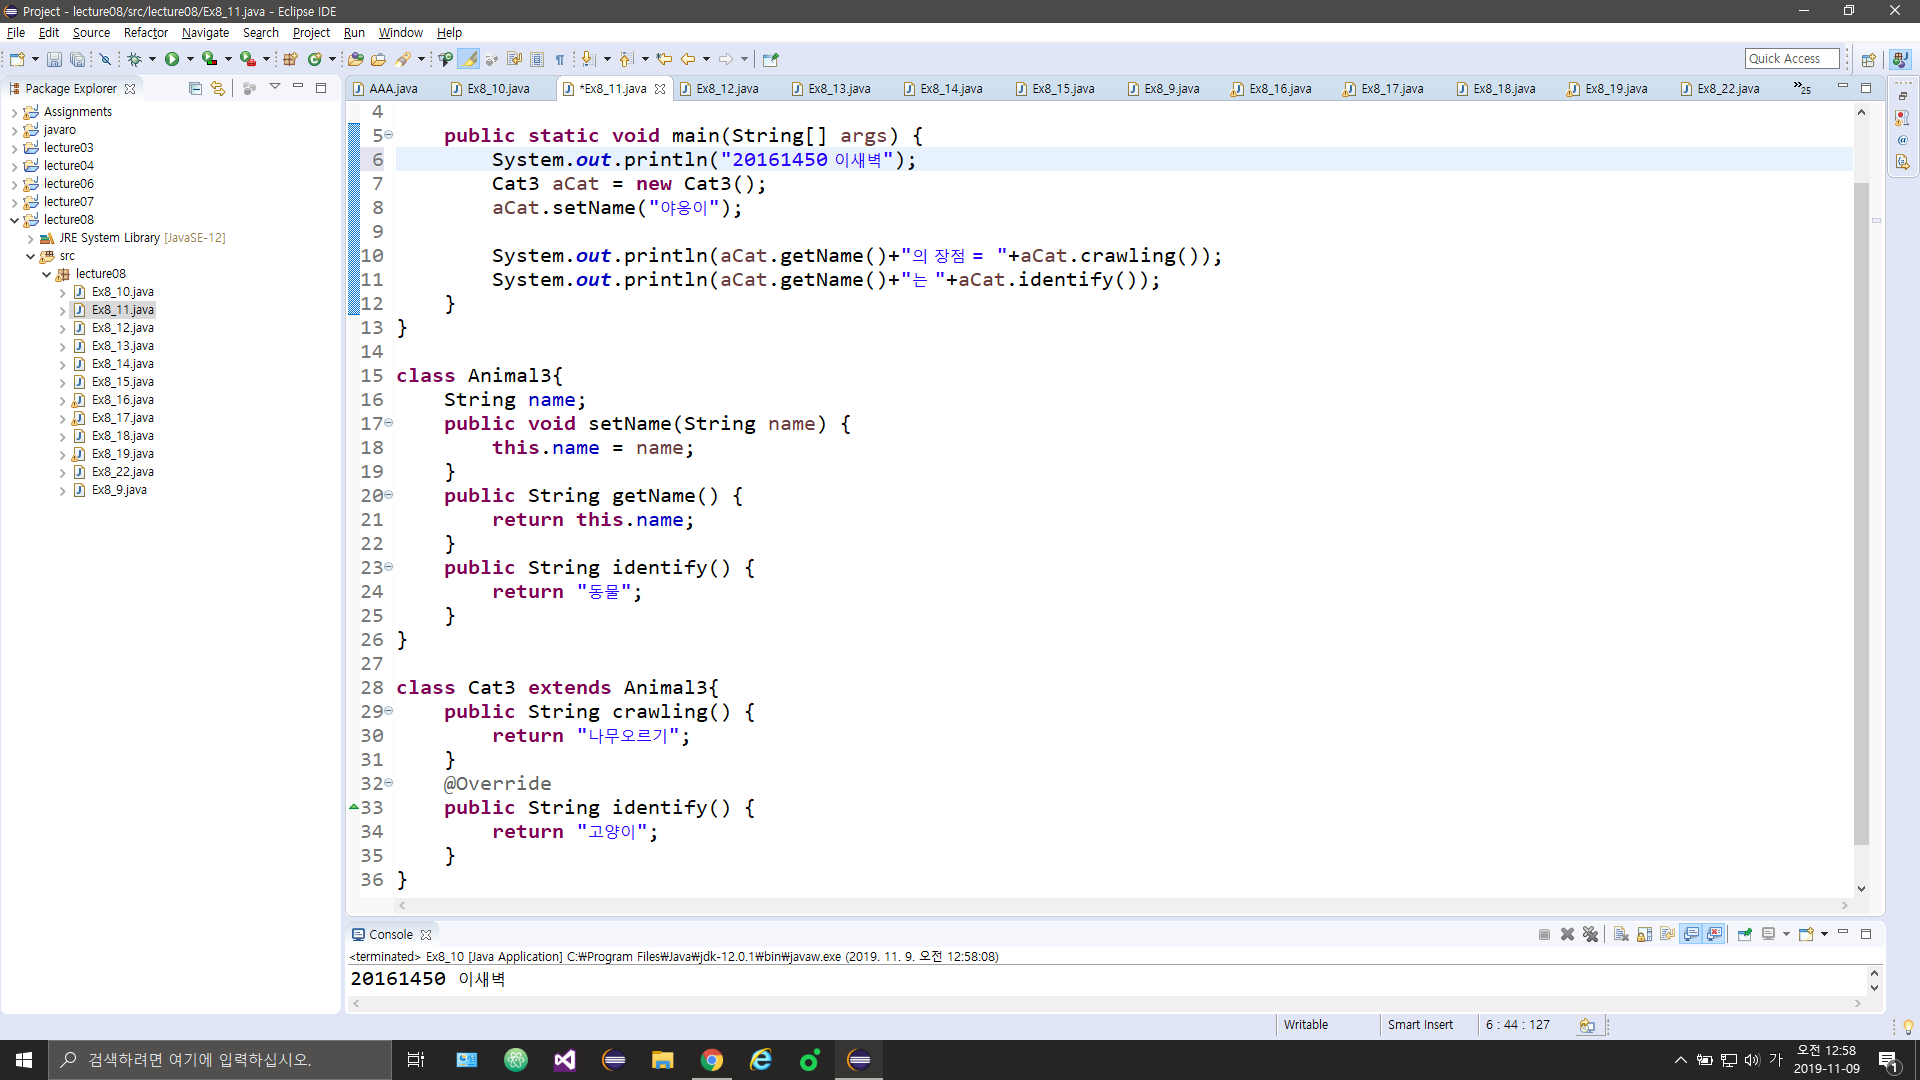 Project - lecture08/src/lecture08/Ex8_11.java - Eclipse IDE
File Edit Source Refactor Navigate Search Project Run Window Help
Quick Access
Package Explorer
AAA.java Ex8_10.java *Ex8_11.java Ex8_12.java Ex8_13.java Ex8_14.java Ex8_15.java Ex8_9.java Ex8_16.java Ex8_17.java Ex8_18.java Ex8_19.java Ex8_22.java »25
Assignments
javaro
lecture03
lecture04
lecture06
lecture07
lecture08
JRE System Library [JavaSE-12]
src
lecture08
Ex8_10.java
Ex8_11.java
Ex8_12.java
Ex8_13.java
Ex8_14.java
Ex8_15.java
Ex8_16.java
Ex8_17.java
Ex8_18.java
Ex8_19.java
Ex8_22.java
Ex8_9.java
4
5 public static void main(String[] args) {
6 System.out.println("20161450 이새벽");
7 Cat3 aCat = new Cat3();
8 aCat.setName("야옹이");
9
10 System.out.println(aCat.getName()+"의 장점 = "+aCat.crawling());
11 System.out.println(aCat.getName()+"는 "+aCat.identify());
12 }
13 }
14
15 class Animal3{
16 String name;
17 public void setName(String name) {
18 this.name = name;
19 }
20 public String getName() {
21 return this.name;
22 }
23 public String identify() {
24 return "동물";
25 }
26 }
27
28 class Cat3 extends Animal3{
29 public String crawling() {
30 return "나무오르기";
31 }
32 @Override
33 public String identify() {
34 return "고양이";
35 }
36 }
Console
<terminated> Ex8_10 [Java Application] C:₩Program Files₩Java₩jdk-12.0.1₩bin₩javaw.exe (2019. 11. 9. 오전 12:58:08)
20161450 이새벽
Writable Smart Insert 6 : 44 : 127
검색하려면 여기에 입력하십시오.
가
오전 12:58
2019-11-09
1